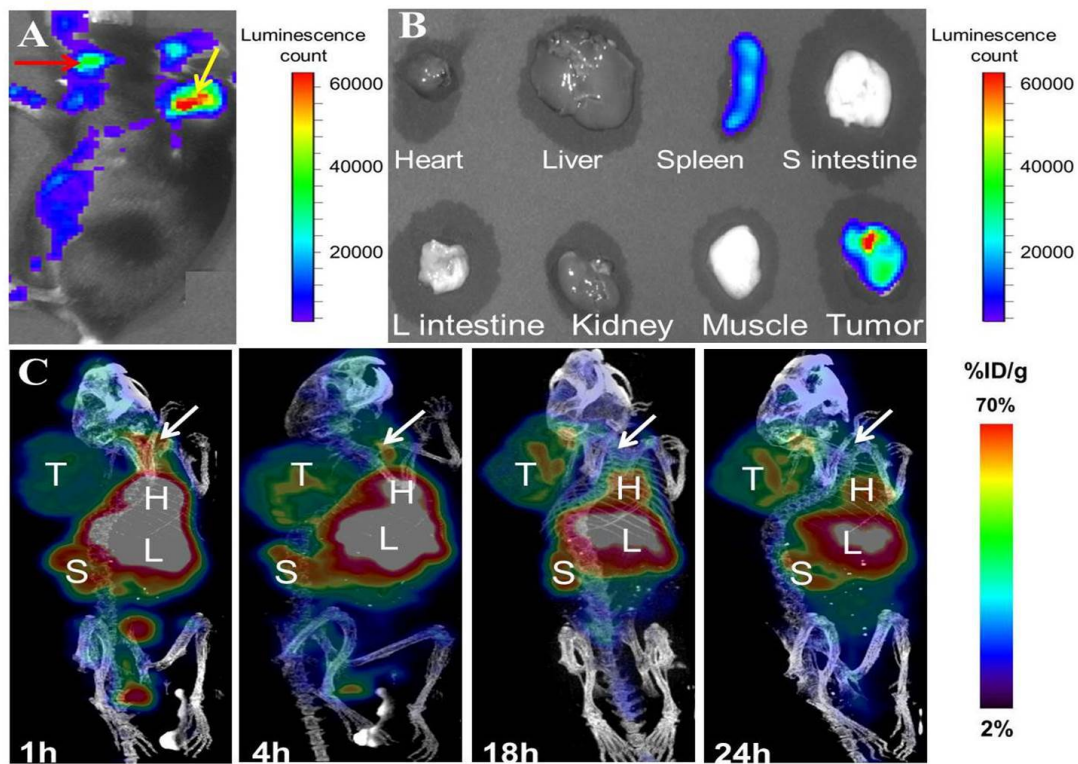 A
Luminescence
count
60000
40000
20000
B
Heart
Liver
Spleen
S intestine
L intestine
Kidney
Muscle
Tumor
Luminescence
count
60000
40000
20000
C
T
H
L
S
1h
T
H
L
S
4h
T
H
L
S
18h
T
H
L
S
24h
%ID/g
70%
2%